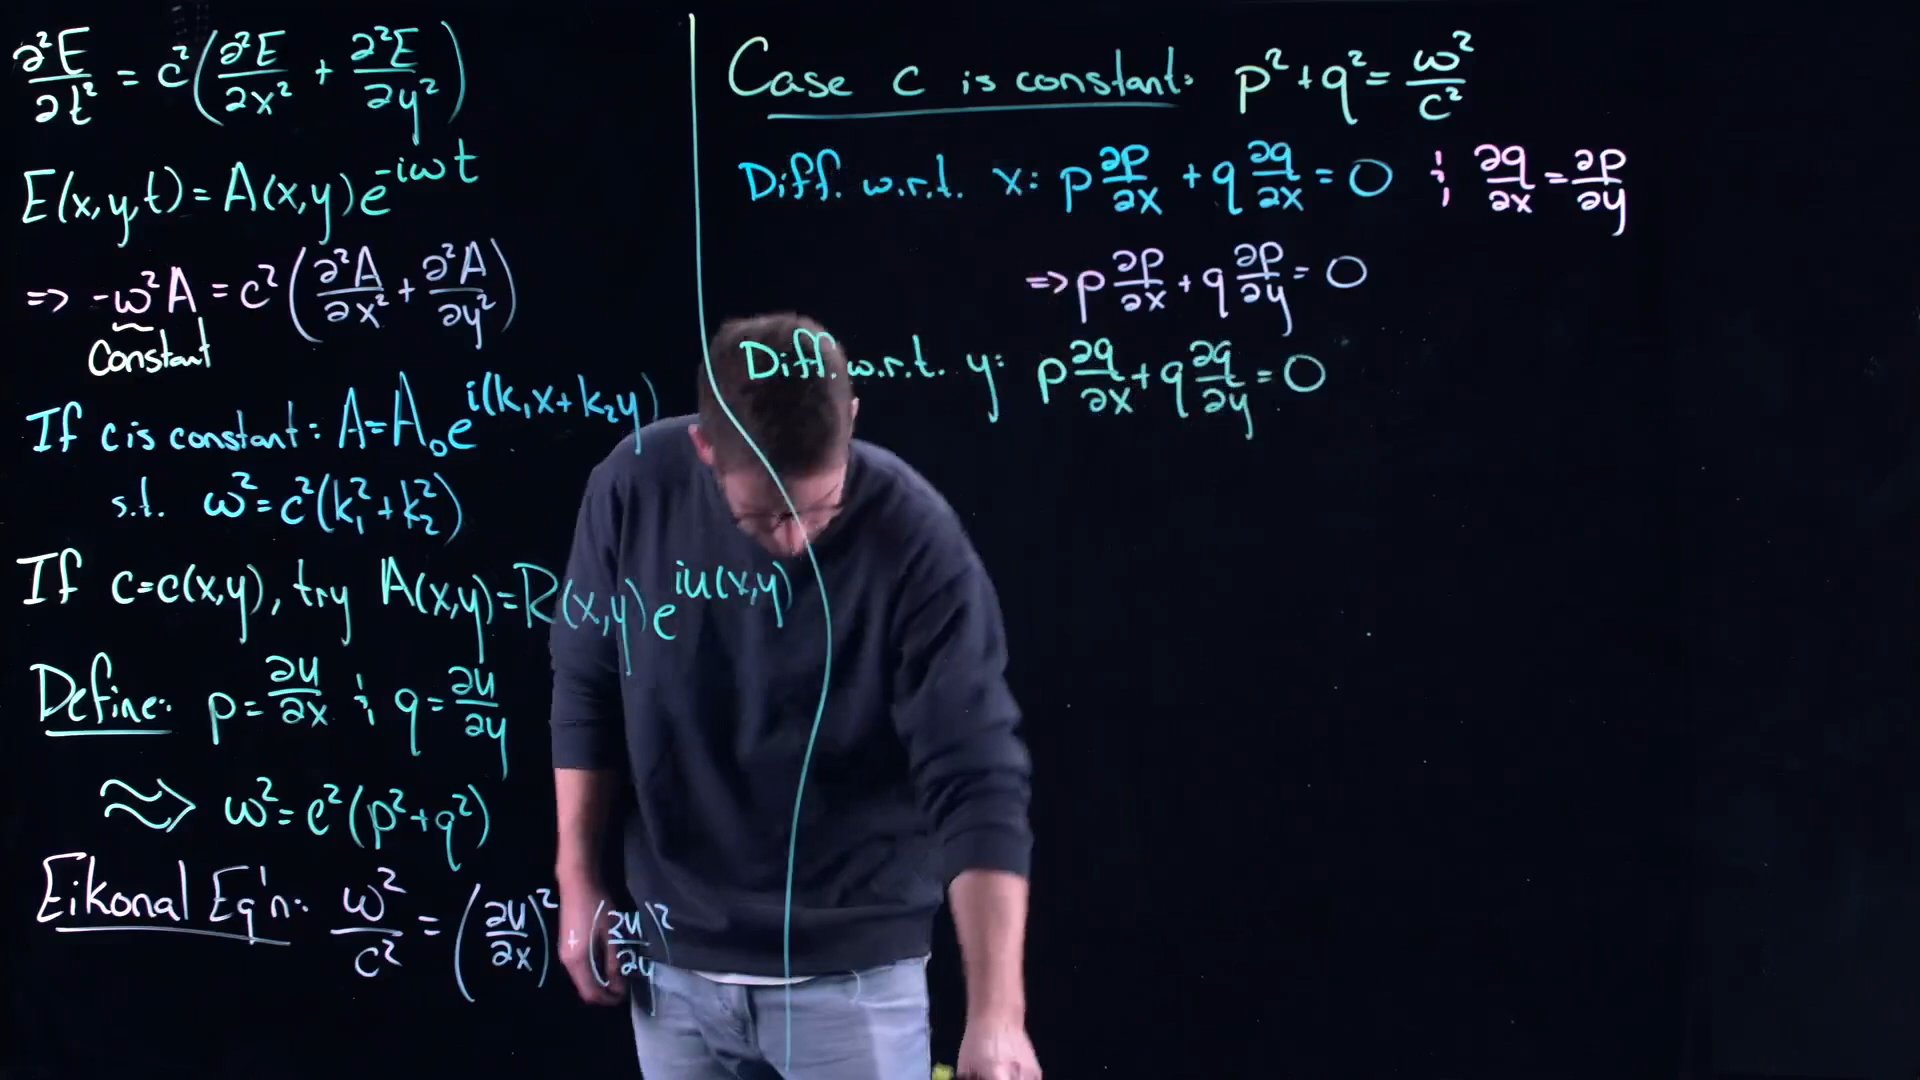 ∂²E/∂t² = c²(∂²E/∂x² + ∂²E/∂y²)
E(x,y,t) = A(x,y)e^{-iωt}
=> -ω²A = c²(∂²A/∂x² + ∂²A/∂y²)
Constant
If c is constant: A = A₀e^{i(k₁x+k₂y)}
s.t. ω² = c²(k₁²+k₂²)
If c=c(x,y), try A(x,y)=R(x,y)e^{iu(x,y)}
Define: p = ∂u/∂x & q = ∂u/∂y
≈> ω² = c²(p²+q²)
Eikonal Eq'n: ω²/c² = (∂u/∂x)² + (∂u/∂y)²
Case c is constant: p²+q² = ω²/c²
Diff. w.r.t. x: p ∂p/∂x + q ∂q/∂x = 0 & ∂q/∂x = ∂p/∂y
=> p ∂p/∂x + q ∂p/∂y = 0
Diff. w.r.t. y: p ∂q/∂x + q ∂q/∂y = 0